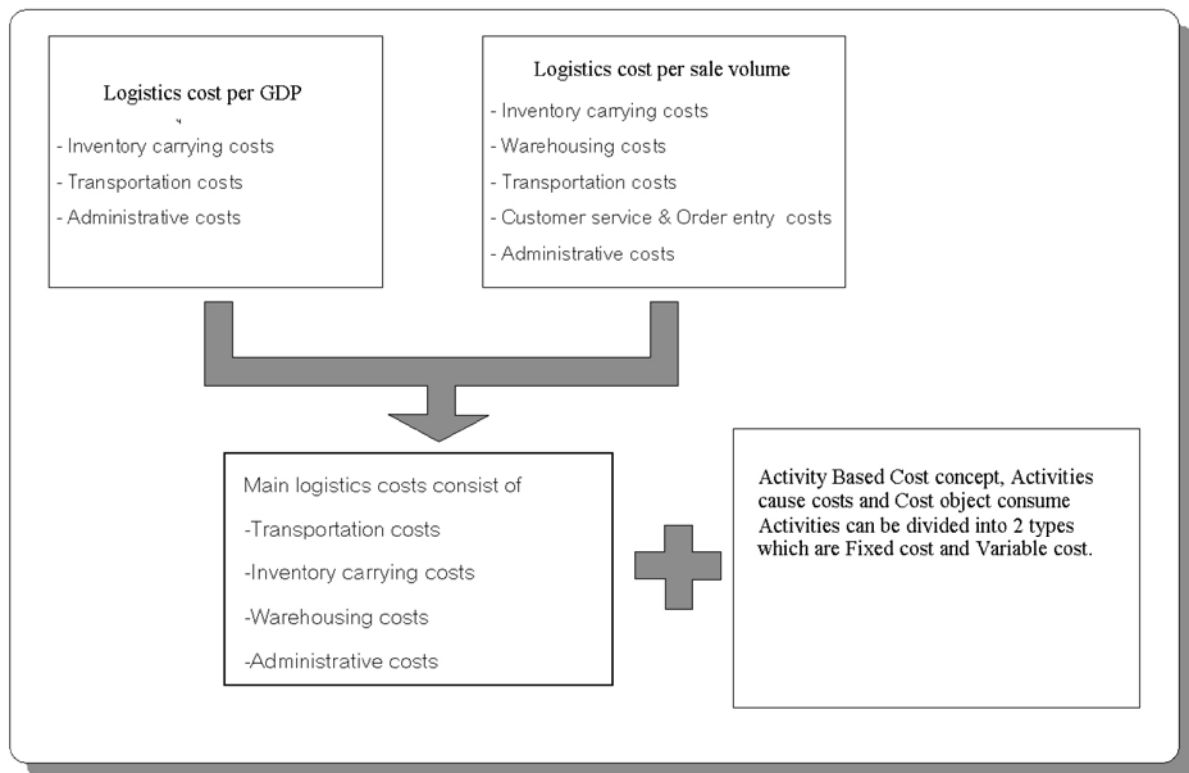 Logistics cost per GDP
- Inventory carrying costs
- Transportation costs
- Administrative costs
Logistics cost per sale volume
- Inventory carrying costs
- Warehousing costs
- Transportation costs
- Customer service & Order entry costs
- Administrative costs
Main logistics costs consist of
-Transportation costs
-Inventory carrying costs
-Warehousing costs
-Administrative costs
Activity Based Cost concept, Activities
cause costs and Cost object consume
Activities can be divided into 2 types
which are Fixed cost and Variable cost.